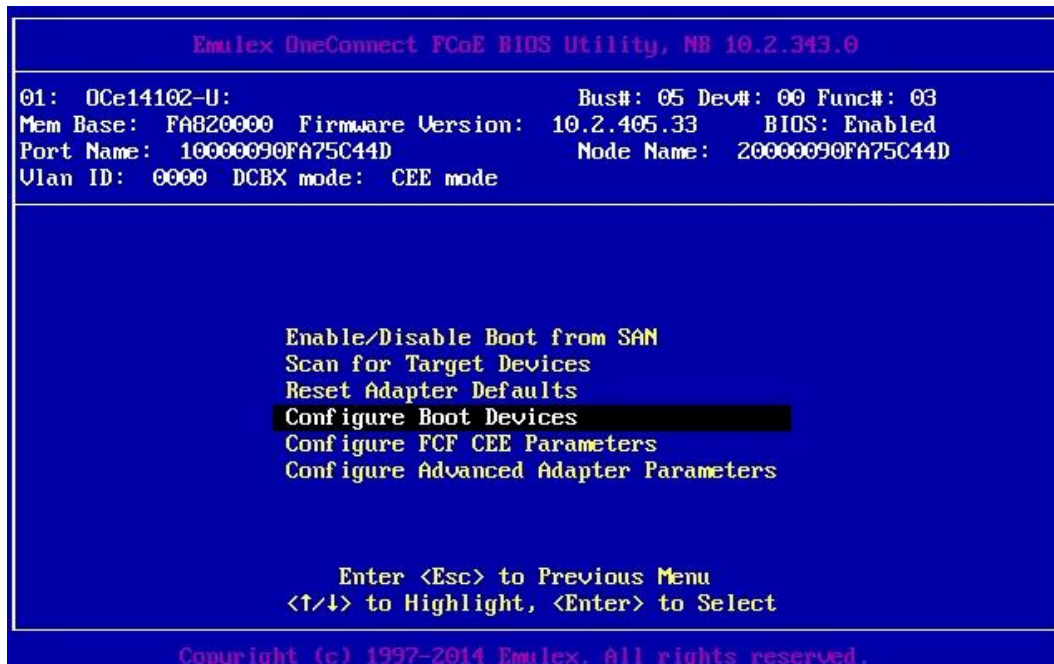 Emulex OneConnect FCoE BIOS Utility, NB 10.2.343.0
01: OCe14102-U: Bus#: 05 Dev#: 00 Func#: 03
Mem Base: FA820000 Firmware Version: 10.2.405.33 BIOS: Enabled
Port Name: 10000090FA75C44D Node Name: 20000090FA75C44D
Vlan ID: 0000 DCBX mode: CEE mode
Enable/Disable Boot from SAN
Scan for Target Devices
Reset Adapter Defaults
Configure Boot Devices
Configure FCF CEE Parameters
Configure Advanced Adapter Parameters
Enter <Esc> to Previous Menu
<↑/↓> to Highlight, <Enter> to Select
Copyright (c) 1997-2014 Emulex. All rights reserved.